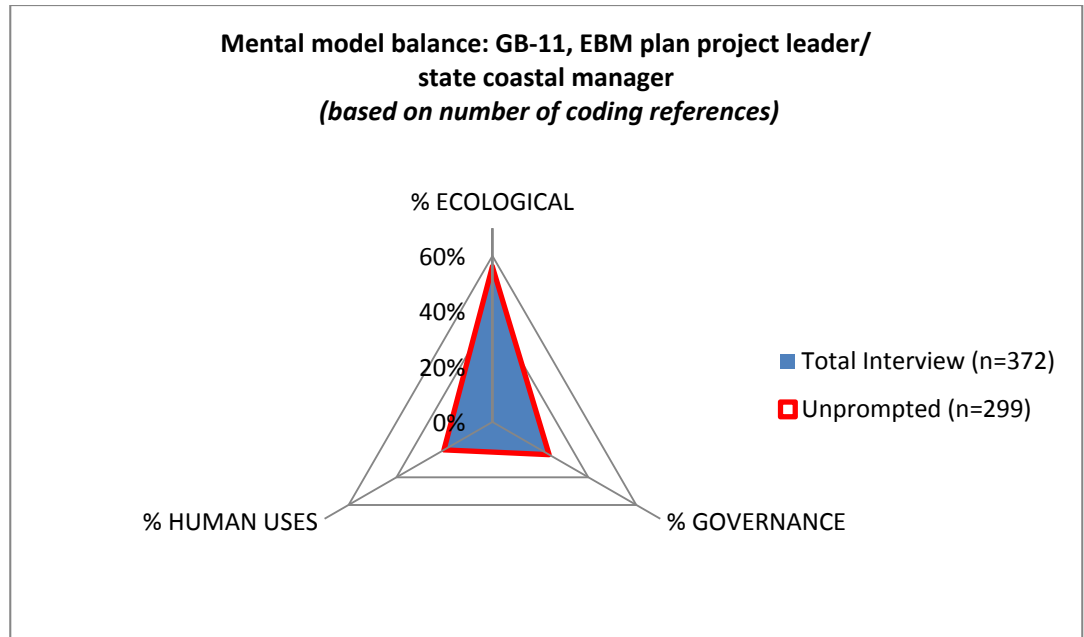 Mental model balance: GB-11, EBM plan project leader/
state coastal manager
(based on number of coding references)
% ECOLOGICAL
60%
40%
20%
0%
Total Interview (n=372)
Unprompted (n=299)
% HUMAN USES
% GOVERNANCE